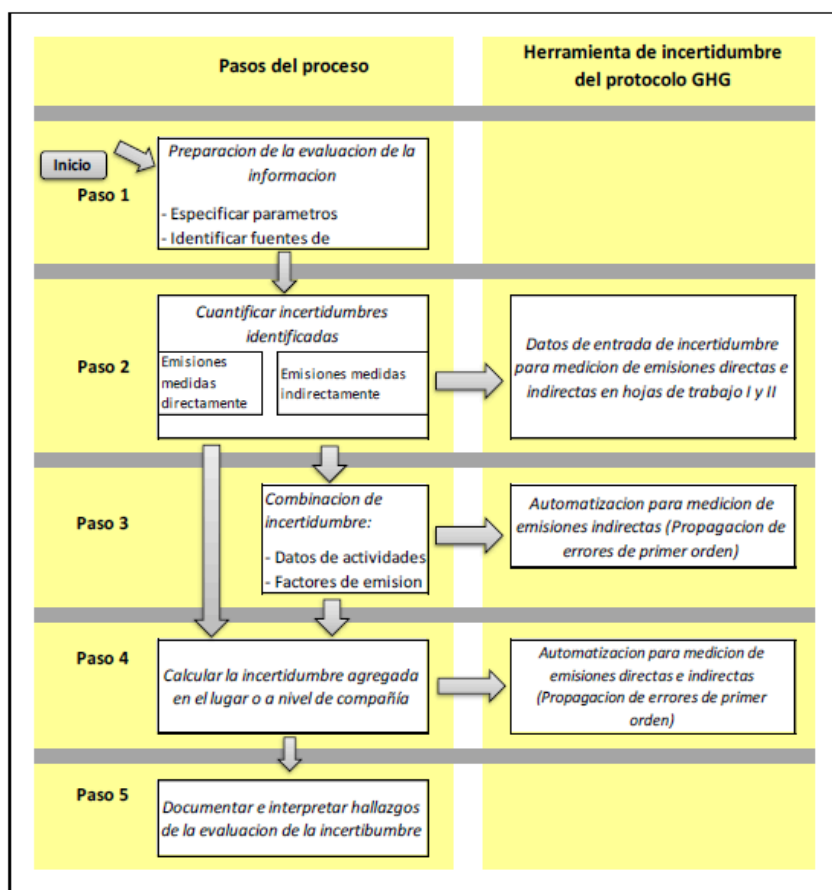 Pasos del proceso
Herramienta de incertidumbre
del protocolo GHG
Inicio
Paso 1
Preparacion de la evaluacion de la
informacion
- Especificar parametros
- Identificar fuentes de
Paso 2
Cuantificar incertidumbres
identificadas
Emisiones
medidas
directamente
Emisiones medidas
indirectamente
Datos de entrada de incertidumbre
para medicion de emisiones directas e
indirectas en hojas de trabajo I y II
Paso 3
Combinacion de
incertidumbre:
- Datos de actividades
- Factores de emision
Automatizacion para medicion de
emisiones indirectas (Propagacion de
errores de primer orden)
Paso 4
Calcular la incertidumbre agregada
en el lugar o a nivel de compañía
Automatizacion para medicion de
emisiones directas e indirectas
(Propagacion de errores de primer
orden)
Paso 5
Documentar e interpretar hallazgos
de la evaluacion de la incertibumbre